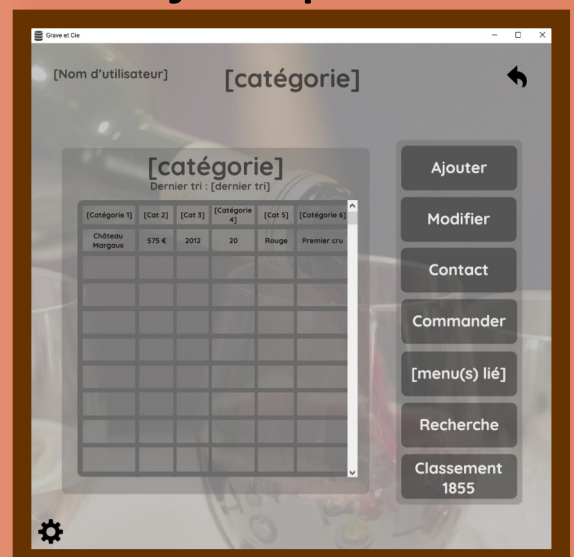 Grave et Cie
[Nom d'utilisateur]
[catégorie]
[catégorie]
Dernier tri : [dernier tri]
[Catégorie 1] [Cat 2] [Cat 3] [Catégorie 4] [Cat 5] [Catégorie 6]
Château Margaux 575 € 2012 20 Rouge Premier cru
Ajouter
Modifier
Contact
Commander
[menu(s) lié]
Recherche
Classement
1855